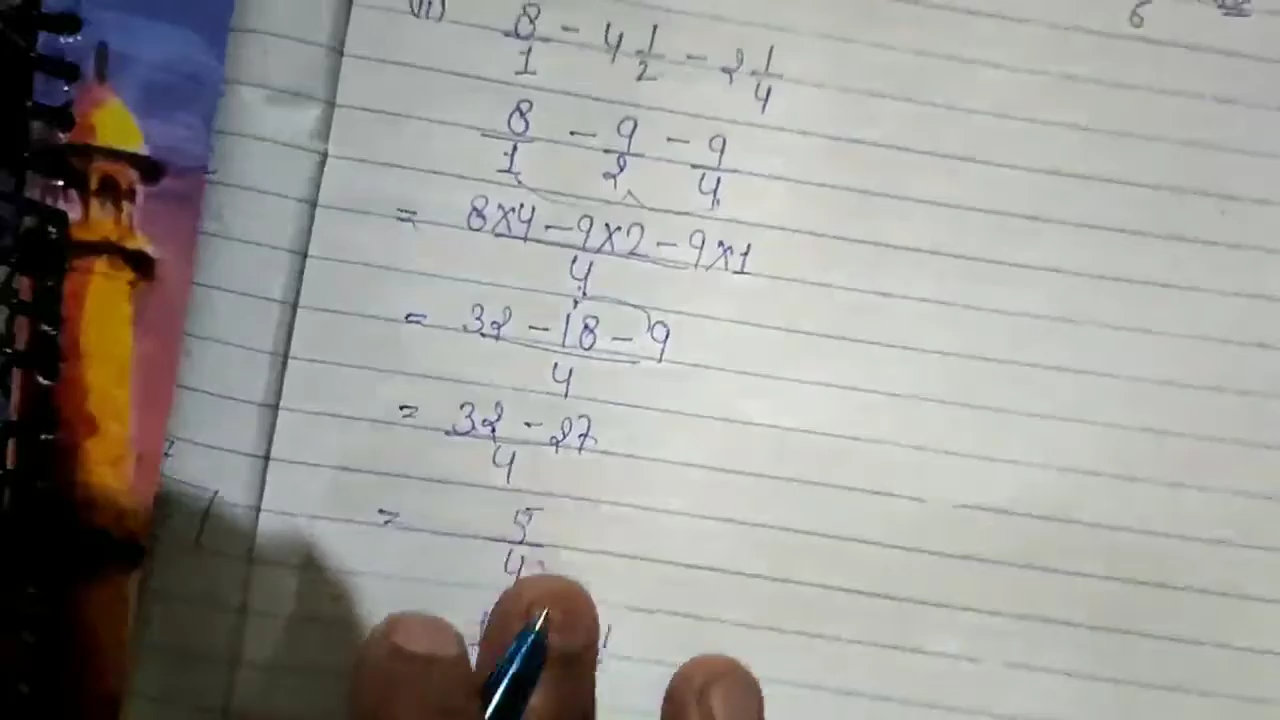 8/1 - 4 1/2 - 2 1/4
8/1 - 9/2 - 9/4
= 8×4 - 9×2 - 9×1 / 4
= 32 - 18 - 9 / 4
= 32 - 27 / 4
= 5/4
6